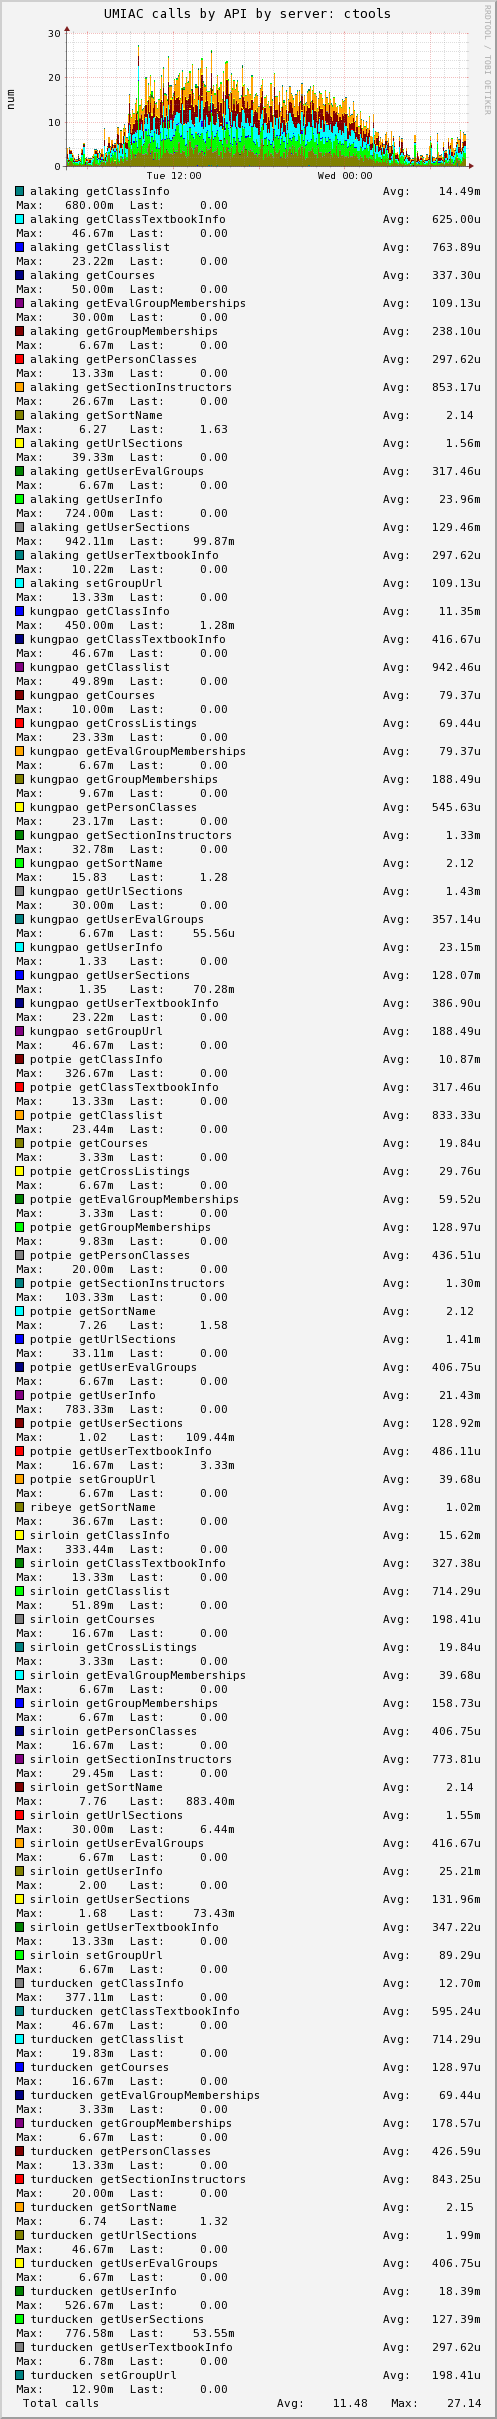 UMIAC calls by API by server: ctools
RRDTOOL / TOBI OETIKER
num
30
20
10
0
Tue 12:00 Wed 00:00
alaking getClassInfo Avg: 14.49m
Max: 680.00m Last: 0.00
alaking getClassTextbookInfo Avg: 625.00u
Max: 46.67m Last: 0.00
alaking getClasslist Avg: 763.89u
Max: 23.22m Last: 0.00
alaking getCourses Avg: 337.30u
Max: 50.00m Last: 0.00
alaking getEvalGroupMemberships Avg: 109.13u
Max: 30.00m Last: 0.00
alaking getGroupMemberships Avg: 238.10u
Max: 6.67m Last: 0.00
alaking getPersonClasses Avg: 297.62u
Max: 13.33m Last: 0.00
alaking getSectionInstructors Avg: 853.17u
Max: 26.67m Last: 0.00
alaking getSortName Avg: 2.14
Max: 6.27 Last: 1.63
alaking getUrlSections Avg: 1.56m
Max: 39.33m Last: 0.00
alaking getUserEvalGroups Avg: 317.46u
Max: 6.67m Last: 0.00
alaking getUserInfo Avg: 23.96m
Max: 724.00m Last: 0.00
alaking getUserSections Avg: 129.46m
Max: 942.11m Last: 99.87m
alaking getUserTextbookInfo Avg: 297.62u
Max: 10.22m Last: 0.00
alaking setGroupUrl Avg: 109.13u
Max: 13.33m Last: 0.00
kungpao getClassInfo Avg: 11.35m
Max: 450.00m Last: 1.28m
kungpao getClassTextbookInfo Avg: 416.67u
Max: 46.67m Last: 0.00
kungpao getClasslist Avg: 942.46u
Max: 49.89m Last: 0.00
kungpao getCourses Avg: 79.37u
Max: 10.00m Last: 0.00
kungpao getCrossListings Avg: 69.44u
Max: 23.33m Last: 0.00
kungpao getEvalGroupMemberships Avg: 79.37u
Max: 6.67m Last: 0.00
kungpao getGroupMemberships Avg: 188.49u
Max: 9.67m Last: 0.00
kungpao getPersonClasses Avg: 545.63u
Max: 23.17m Last: 0.00
kungpao getSectionInstructors Avg: 1.33m
Max: 32.78m Last: 0.00
kungpao getSortName Avg: 2.12
Max: 15.83 Last: 1.28
kungpao getUrlSections Avg: 1.43m
Max: 30.00m Last: 0.00
kungpao getUserEvalGroups Avg: 357.14u
Max: 6.67m Last: 55.56u
kungpao getUserInfo Avg: 23.15m
Max: 1.33 Last: 0.00
kungpao getUserSections Avg: 128.07m
Max: 1.35 Last: 70.28m
kungpao getUserTextbookInfo Avg: 386.90u
Max: 23.22m Last: 0.00
kungpao setGroupUrl Avg: 188.49u
Max: 46.67m Last: 0.00
potpie getClassInfo Avg: 10.87m
Max: 326.67m Last: 0.00
potpie getClassTextbookInfo Avg: 317.46u
Max: 13.33m Last: 0.00
potpie getClasslist Avg: 833.33u
Max: 23.44m Last: 0.00
potpie getCourses Avg: 19.84u
Max: 3.33m Last: 0.00
potpie getCrossListings Avg: 29.76u
Max: 6.67m Last: 0.00
potpie getEvalGroupMemberships Avg: 59.52u
Max: 3.33m Last: 0.00
potpie getGroupMemberships Avg: 128.97u
Max: 9.83m Last: 0.00
potpie getPersonClasses Avg: 436.51u
Max: 20.00m Last: 0.00
potpie getSectionInstructors Avg: 1.30m
Max: 103.33m Last: 0.00
potpie getSortName Avg: 2.12
Max: 7.26 Last: 1.58
potpie getUrlSections Avg: 1.41m
Max: 33.11m Last: 0.00
potpie getUserEvalGroups Avg: 406.75u
Max: 6.67m Last: 0.00
potpie getUserInfo Avg: 21.43m
Max: 783.33m Last: 0.00
potpie getUserSections Avg: 128.92m
Max: 1.02 Last: 109.44m
potpie getUserTextbookInfo Avg: 486.11u
Max: 16.67m Last: 3.33m
potpie setGroupUrl Avg: 39.68u
Max: 6.67m Last: 0.00
ribeye getSortName Avg: 1.02m
Max: 36.67m Last: 0.00
sirloin getClassInfo Avg: 15.62m
Max: 333.44m Last: 0.00
sirloin getClassTextbookInfo Avg: 327.38u
Max: 13.33m Last: 0.00
sirloin getClasslist Avg: 714.29u
Max: 51.89m Last: 0.00
sirloin getCourses Avg: 198.41u
Max: 16.67m Last: 0.00
sirloin getCrossListings Avg: 19.84u
Max: 3.33m Last: 0.00
sirloin getEvalGroupMemberships Avg: 39.68u
Max: 6.67m Last: 0.00
sirloin getGroupMemberships Avg: 158.73u
Max: 6.67m Last: 0.00
sirloin getPersonClasses Avg: 406.75u
Max: 16.67m Last: 0.00
sirloin getSectionInstructors Avg: 773.81u
Max: 29.45m Last: 0.00
sirloin getSortName Avg: 2.14
Max: 7.76 Last: 883.40m
sirloin getUrlSections Avg: 1.55m
Max: 30.00m Last: 6.44m
sirloin getUserEvalGroups Avg: 416.67u
Max: 6.67m Last: 0.00
sirloin getUserInfo Avg: 25.21m
Max: 2.00 Last: 0.00
sirloin getUserSections Avg: 131.96m
Max: 1.68 Last: 73.43m
sirloin getUserTextbookInfo Avg: 347.22u
Max: 13.33m Last: 0.00
sirloin setGroupUrl Avg: 89.29u
Max: 6.67m Last: 0.00
turducken getClassInfo Avg: 12.70m
Max: 377.11m Last: 0.00
turducken getClassTextbookInfo Avg: 595.24u
Max: 46.67m Last: 0.00
turducken getClasslist Avg: 714.29u
Max: 19.83m Last: 0.00
turducken getCourses Avg: 128.97u
Max: 16.67m Last: 0.00
turducken getEvalGroupMemberships Avg: 69.44u
Max: 3.33m Last: 0.00
turducken getGroupMemberships Avg: 178.57u
Max: 6.67m Last: 0.00
turducken getPersonClasses Avg: 426.59u
Max: 13.33m Last: 0.00
turducken getSectionInstructors Avg: 843.25u
Max: 20.00m Last: 0.00
turducken getSortName Avg: 2.15
Max: 6.74 Last: 1.32
turducken getUrlSections Avg: 1.99m
Max: 46.67m Last: 0.00
turducken getUserEvalGroups Avg: 406.75u
Max: 6.67m Last: 0.00
turducken getUserInfo Avg: 18.39m
Max: 526.67m Last: 0.00
turducken getUserSections Avg: 127.39m
Max: 776.58m Last: 53.55m
turducken getUserTextbookInfo Avg: 297.62u
Max: 6.78m Last: 0.00
turducken setGroupUrl Avg: 198.41u
Max: 12.90m Last: 0.00
Total calls Avg: 11.48 Max: 27.14